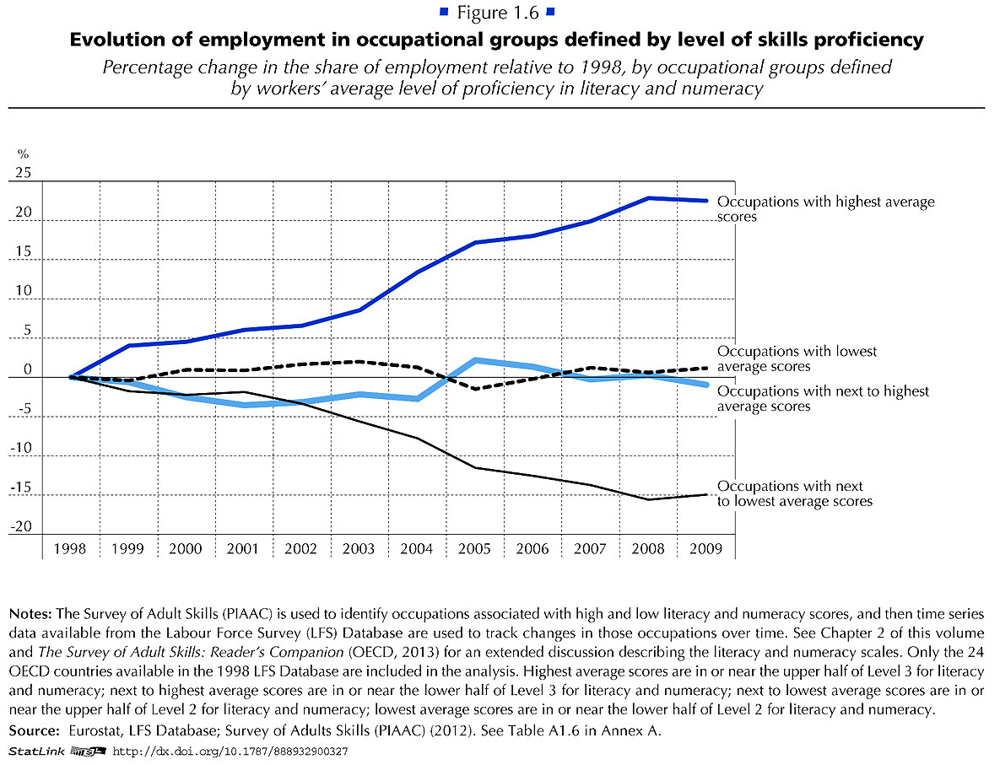 Figure 1.6
Evolution of employment in occupational groups defined by level of skills proficiency
Percentage change in the share of employment relative to 1998, by occupational groups defined
by workers' average level of proficiency in literacy and numeracy
%
25
20
15
10
5
0
-5
-10
-15
-20
Occupations with highest average
scores
Occupations with lowest
average scores
Occupations with next to highest
average scores
Occupations with next
to lowest average scores
1998 1999 2000 2001 2002 2003 2004 2005 2006 2007 2008 2009
Notes: The Survey of Adult Skills (PIAAC) is used to identify occupations associated with high and low literacy and numeracy scores, and then time series
data available from the Labour Force Survey (LFS) Database are used to track changes in those occupations over time. See Chapter 2 of this volume
and The Survey of Adult Skills: Reader's Companion (OECD, 2013) for an extended discussion describing the literacy and numeracy scales. Only the 24
OECD countries available in the 1998 LFS Database are included in the analysis. Highest average scores are in or near the upper half of Level 3 for literacy
and numeracy; next to highest average scores are in or near the lower half of Level 3 for literacy and numeracy; next to lowest average scores are in or
near the upper half of Level 2 for literacy and numeracy; lowest average scores are in or near the lower half of Level 2 for literacy and numeracy.
Source: Eurostat, LFS Database; Survey of Adults Skills (PIAAC) (2012). See Table A1.6 in Annex A.
StatLink http://dx.doi.org/10.1787/888932900327